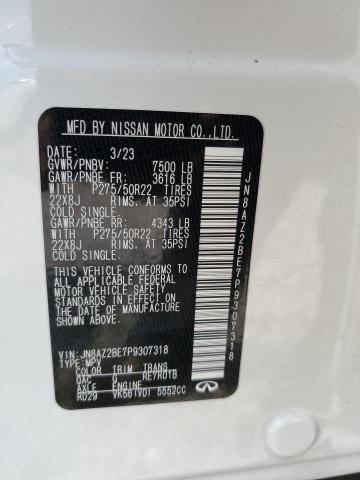 MFD BY NISSAN MOTOR CO.,LTD.
DATE: 3/23
GVWR/PNBV: 7500 LB
GAWR/PNBE FR: 3616 LB
WITH P275/50R22 TIRES
22X8J RIMS. AT 35PSI
COLD SINGLE.
GAWR/PNBE RR: 4343 LB
WITH P275/50R22 TIRES
22X8J RIMS. AT 35PSI
COLD SINGLE.
THIS VEHICLE CONFORMS
TO ALL APPLICABLE FEDERAL
MOTOR VEHICLE SAFETY
STANDARDS IN EFFECT ON
THE DATE OF MANUFACTURE
SHOWN ABOVE.
VIN: JN8AZ2BE7P9307318
TYPE: MPV
COLOR TRIM TRANS
QAC G RE7R01B
AXLE ENGINE
RD29 VK56(VD) 5552CC
JN8AZ2BE7P9307318